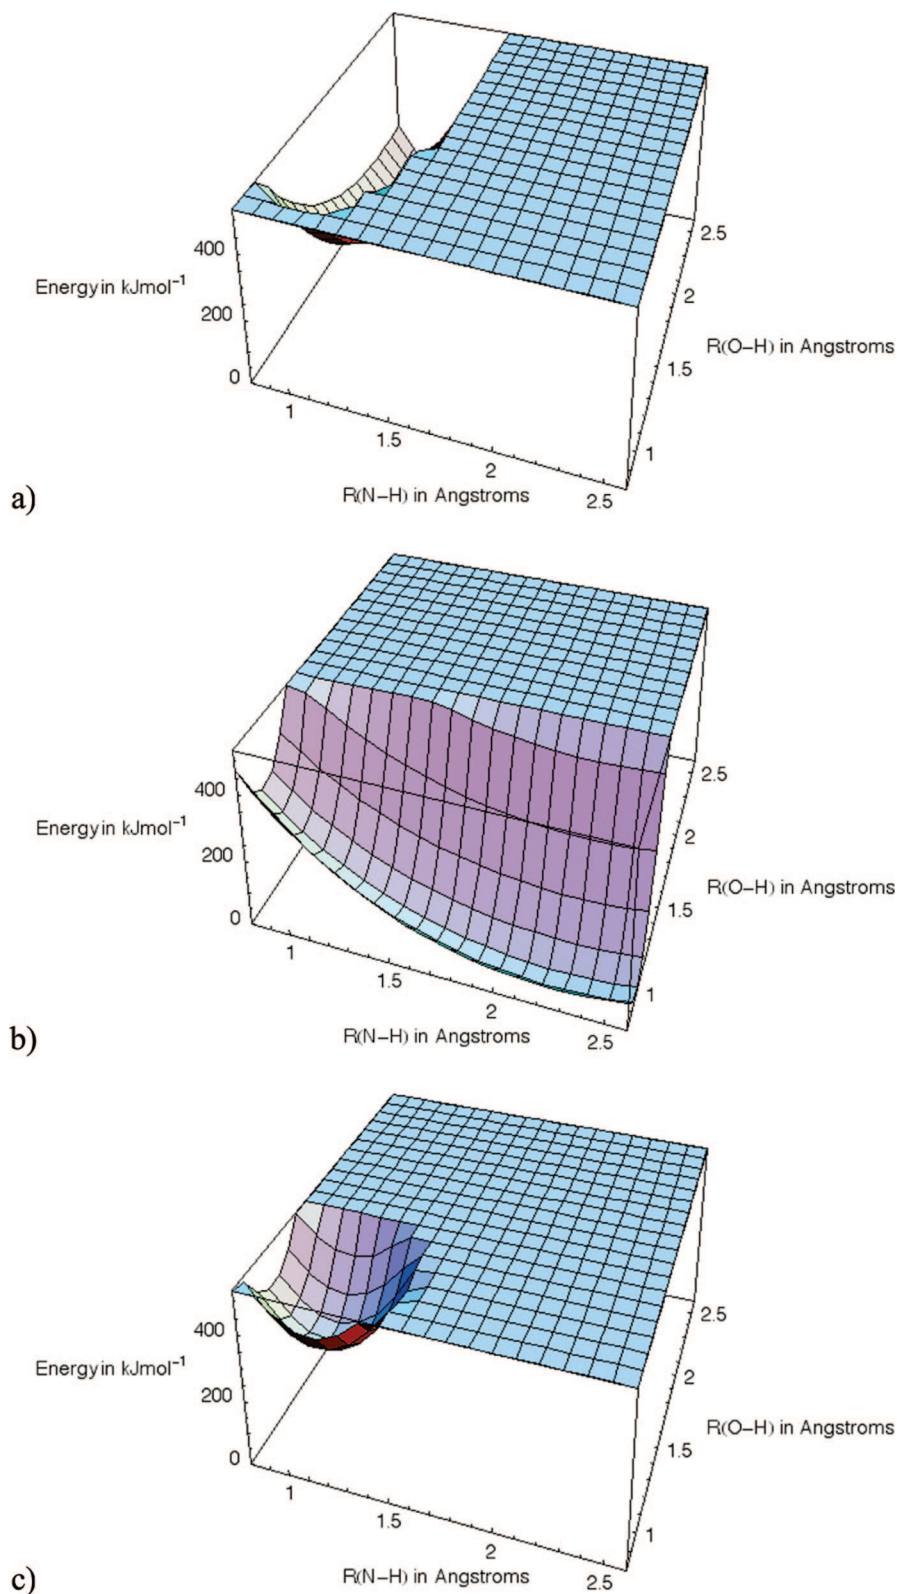 a)
400
Energy in kJmol⁻¹
200
0
1
1.5
2
2.5
R(N–H) in Angstroms
2.5
2
R(O–H) in Angstroms
1.5
1
b)
400
Energy in kJmol⁻¹
200
0
1
1.5
2
2.5
R(N–H) in Angstroms
2.5
2
R(O–H) in Angstroms
1.5
1
c)
400
Energy in kJmol⁻¹
200
0
1
1.5
2
2.5
R(N–H) in Angstroms
2.5
2
R(O–H) in Angstroms
1.5
1